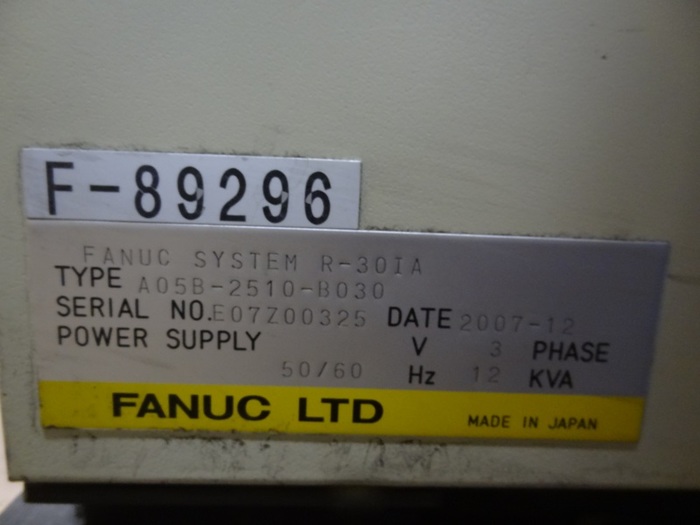 F-89296
FANUC SYSTEM R-30IA
TYPE A05B-2510-B030
SERIAL NO. E07Z00325 DATE 2007-12
POWER SUPPLY V 3 PHASE
50/60 Hz 12 KVA
FANUC LTD MADE IN JAPAN